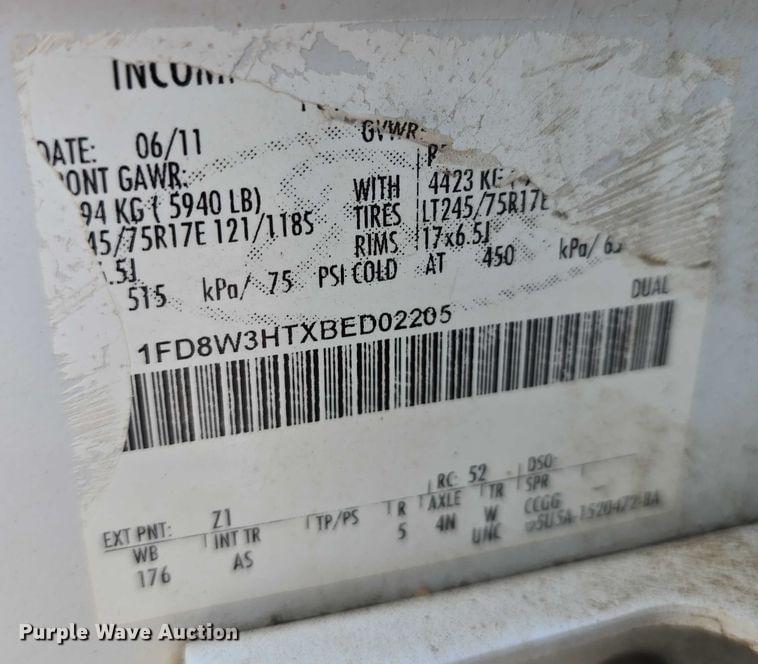 GVWR:
DATE: 06/11
ONT GAWR:
94 KG ( 5940 LB) WITH 4423 KG
45/75R17E 121/118S TIRES LT245/75R17E
.5J RIMS 17x6.5J
515 kPa/ 75 PSI COLD AT 450 kPa/
DUAL
1FD8W3HTXBED02205
RC: 52 DSO:
EXT PNT: Z1 TP/PS R AXLE TR SPR
WB INT TR 5 4N W CCGG
176 AS UNC
Purple Wave Auction